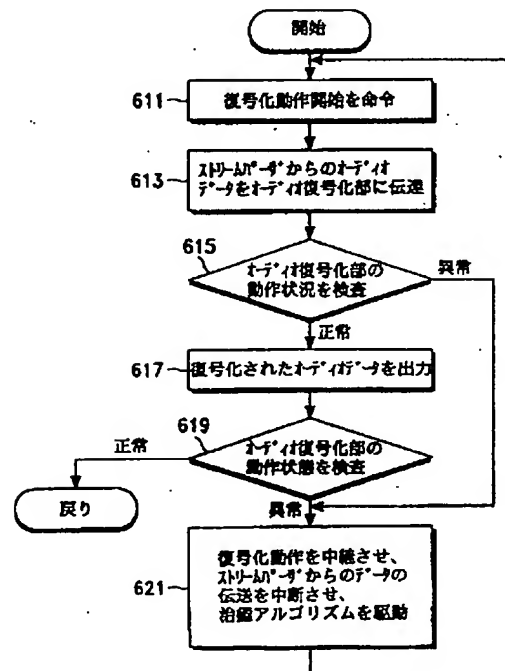 開始
611
復号化動作開始を命令
613
ストリームパーザからのオーディオ
データをオーディオ復号化部に伝達
615
オーディオ復号化部の
動作状況を検査
異常
正常
617
復号化されたオーディオデータを出力
619
オーディオ復号化部の
動作状態を検査
正常
戻り
異常
621
復号化動作を中継させ、
ストリームパーザからのデータの
伝送を中断させ、
治癒アルゴリズムを駆動